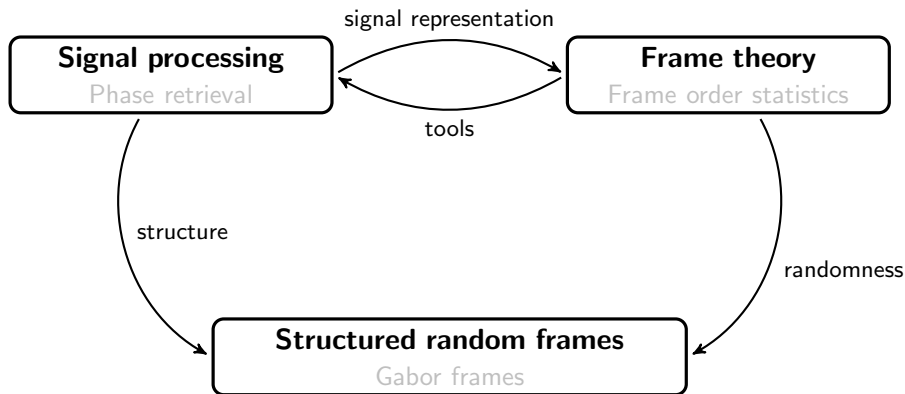 signal representation
Signal processing
Phase retrieval
Frame theory
Frame order statistics
tools
structure
randomness
Structured random frames
Gabor frames